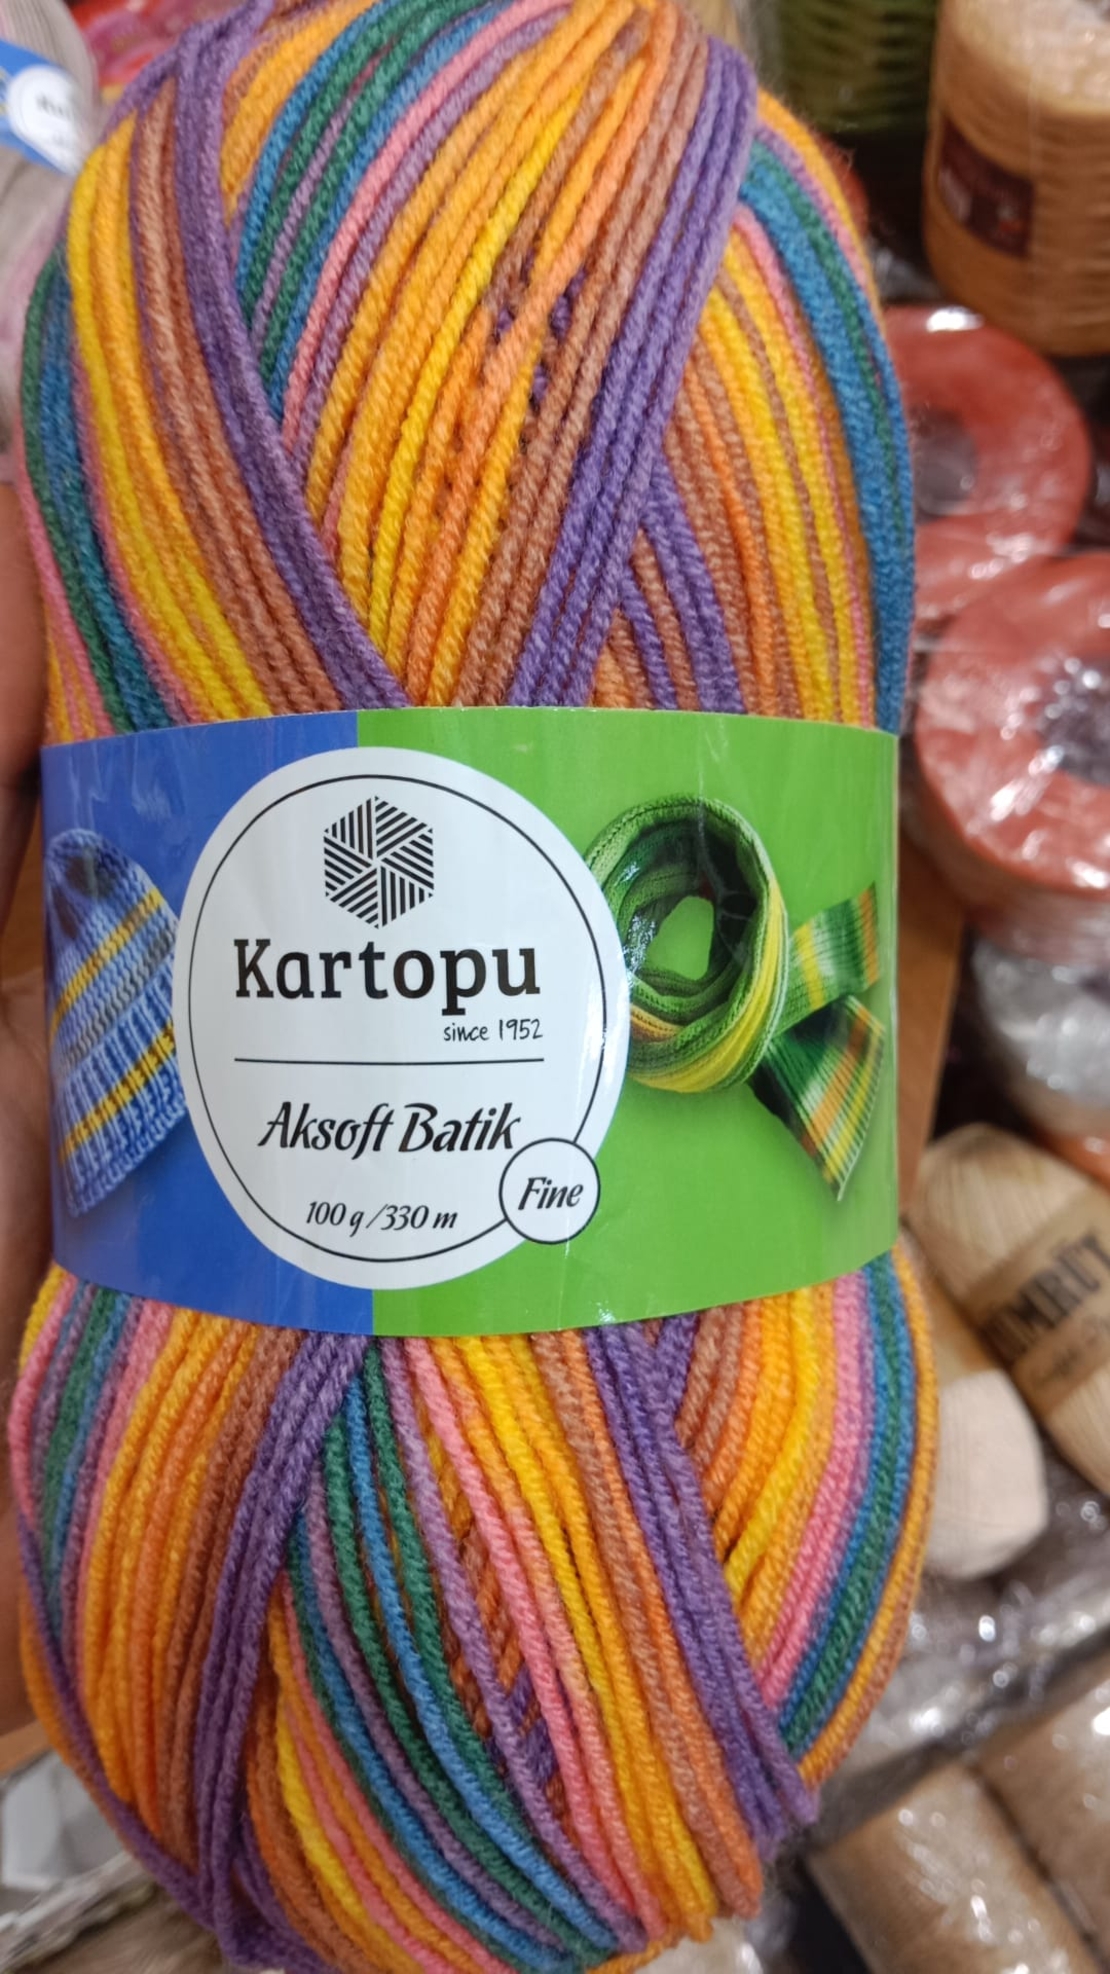 Kartopu
since 1952
Aksoft Batik
Fine
100 g/330 m